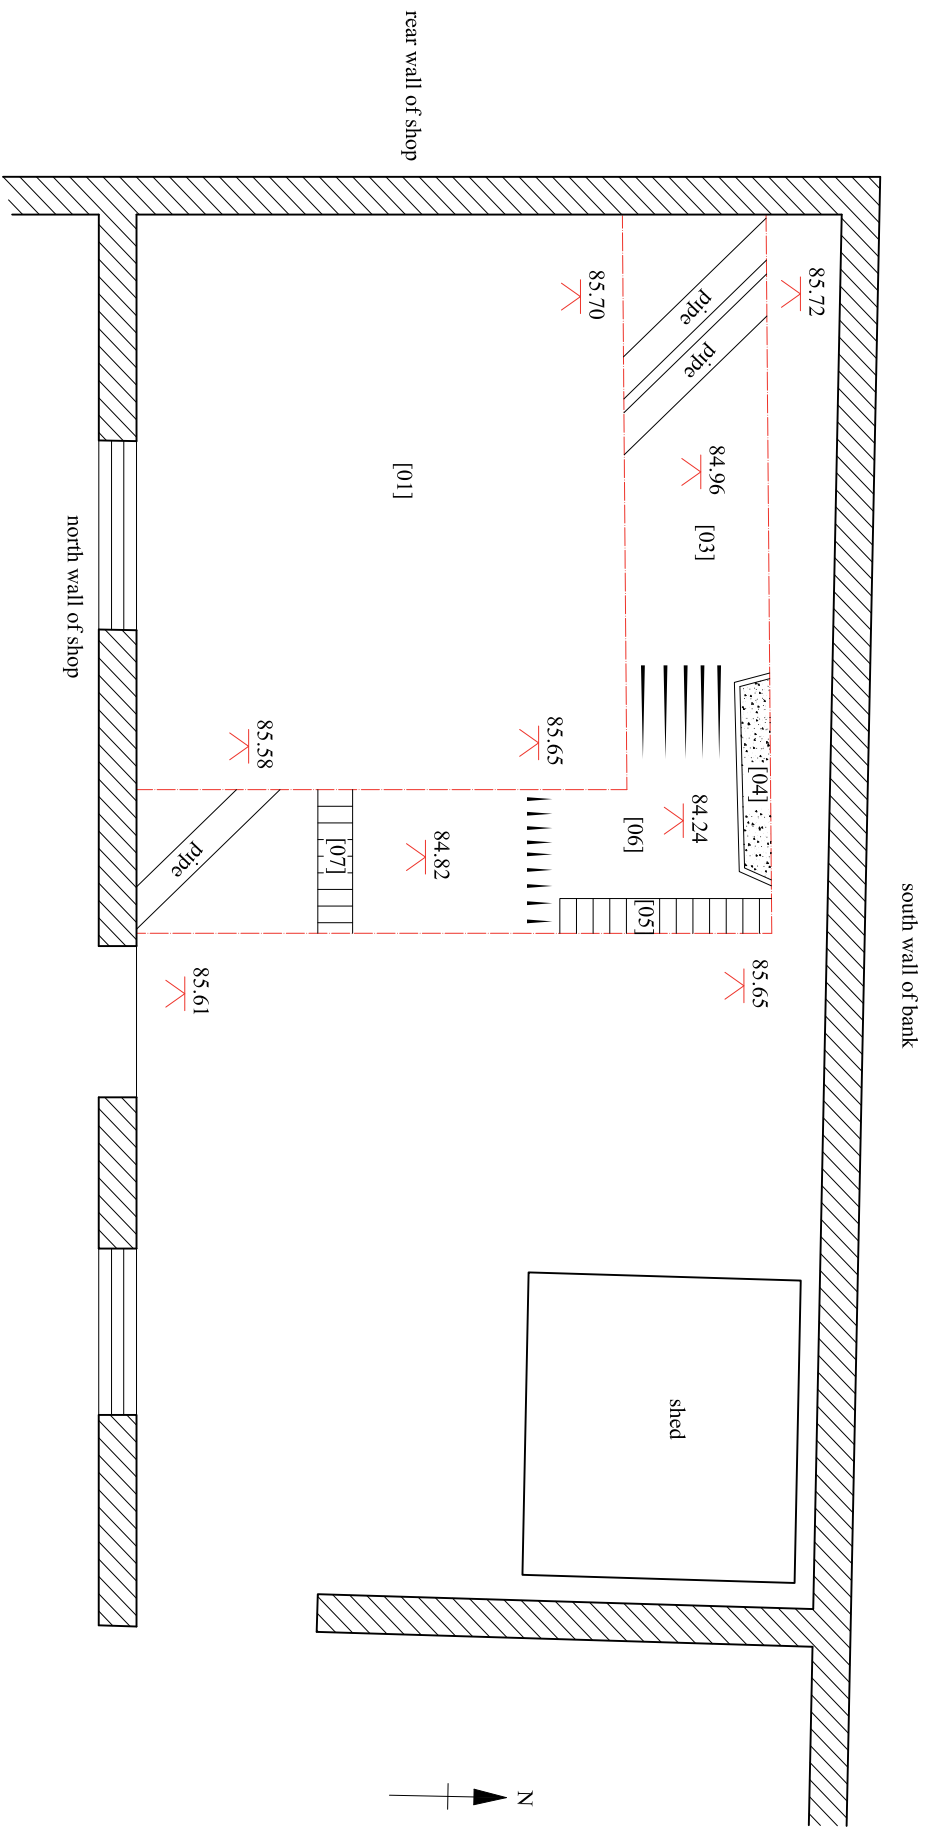 south wall of bank
85.72
[04]
85.65
84.96
[03]
84.24
pipe
pipe
shed
[05]
[06]
85.70
85.65
N
84.82
rear wall of shop
[01]
[07]
85.58
85.61
pipe
north wall of shop